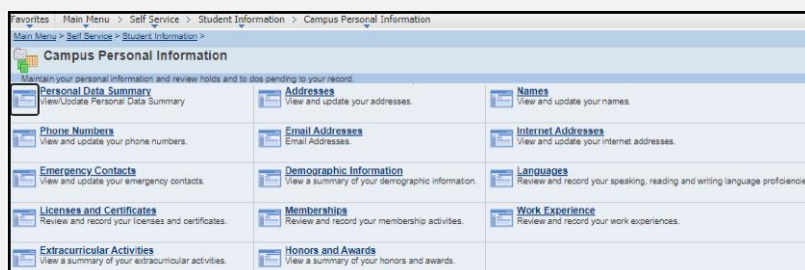 Favorites Main Menu > Self Service > Student Information > Campus Personal Information
Main Menu > Self Service > Student Information >
Campus Personal Information
Maintain your personal information and review holds and to dos pending to your record.
Personal Data Summary
View/Update Personal Data Summary
Addresses
View and update your addresses.
Names
View and update your names.
Phone Numbers
View and update your phone numbers.
Email Addresses
Email Addresses.
Internet Addresses
View and update your internet addresses.
Emergency Contacts
View and update your emergency contacts.
Demographic Information
View a summary of your demographic information.
Languages
Review and record your speaking, reading and writing language proficiencie
Licenses and Certificates
Review and record your licenses and certificates.
Memberships
Review and record your membership activities.
Work Experience
Review and record your work experiences.
Extracurricular Activities
View a summary of your extracurricular activities.
Honors and Awards
View a summary of your honors and awards.